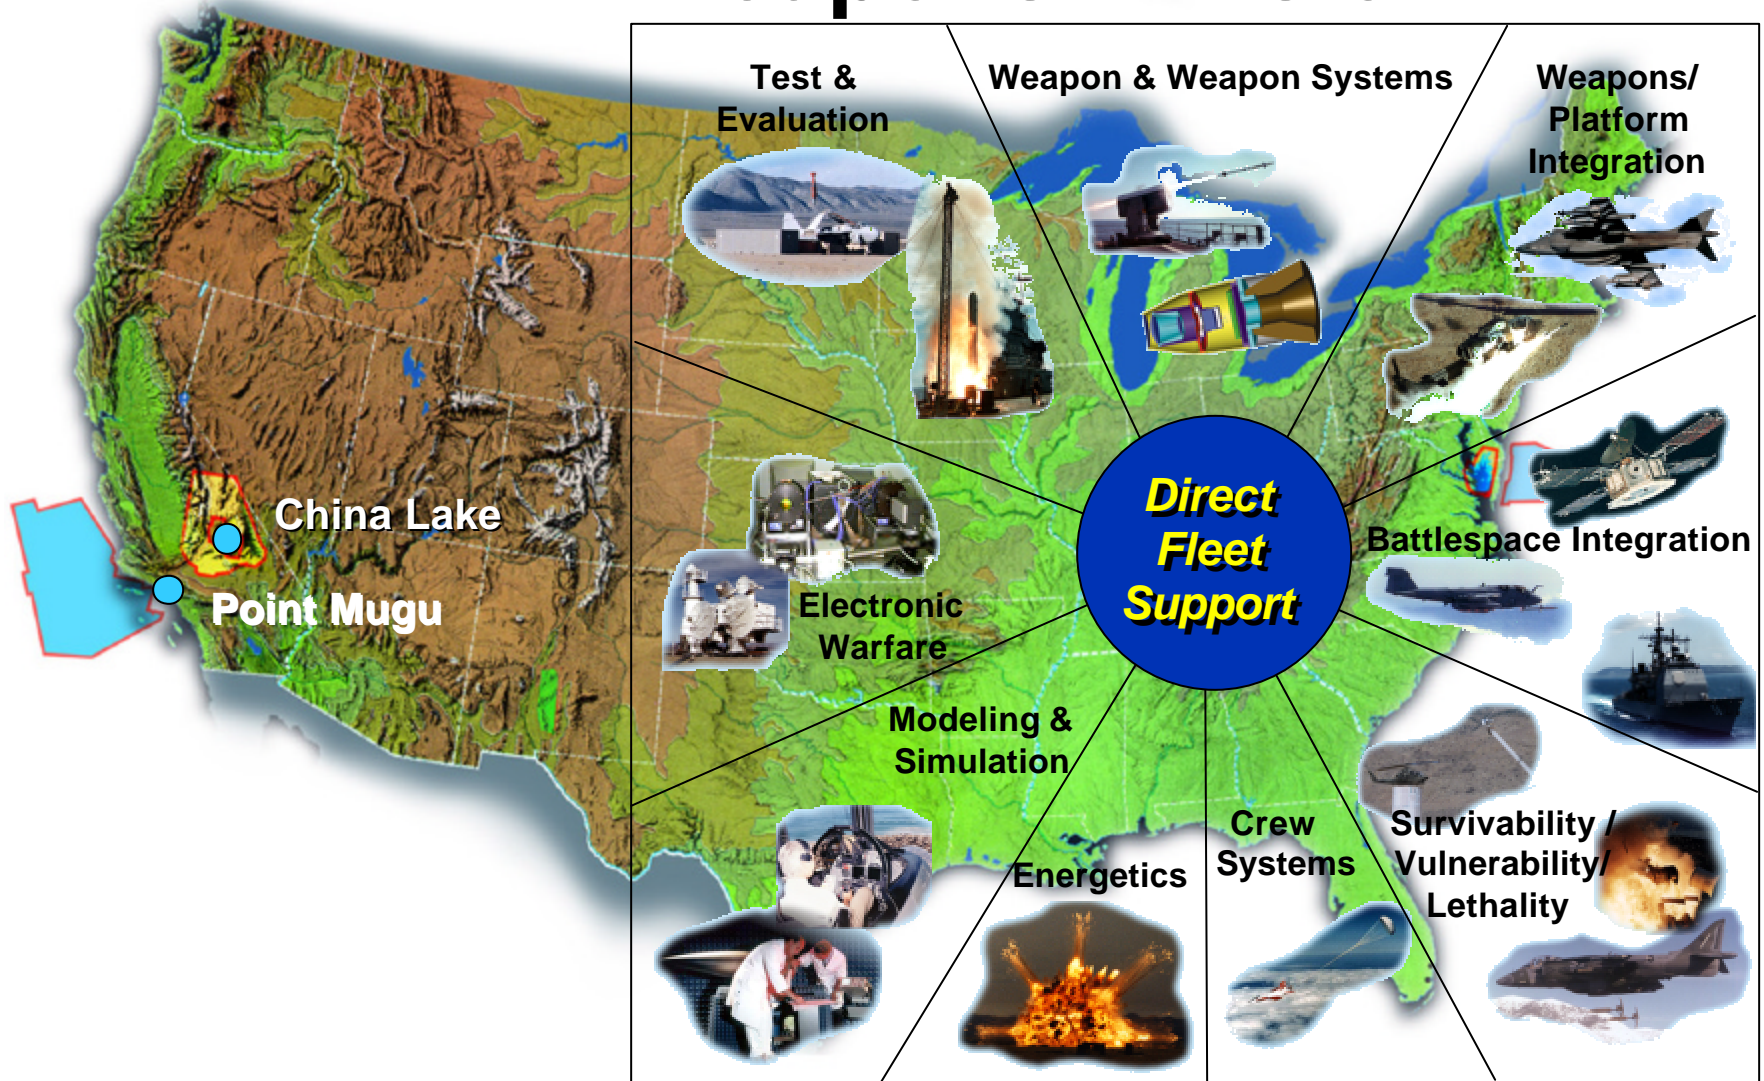 Test &
Evaluation
Weapon & Weapon Systems
Weapons/
Platform
Integration
China Lake
Point Mugu
Direct
Fleet
Support
Battlespace Integration
Electronic
Warfare
Modeling &
Simulation
Energetics
Crew
Systems
Survivability /
Vulnerability/
Lethality